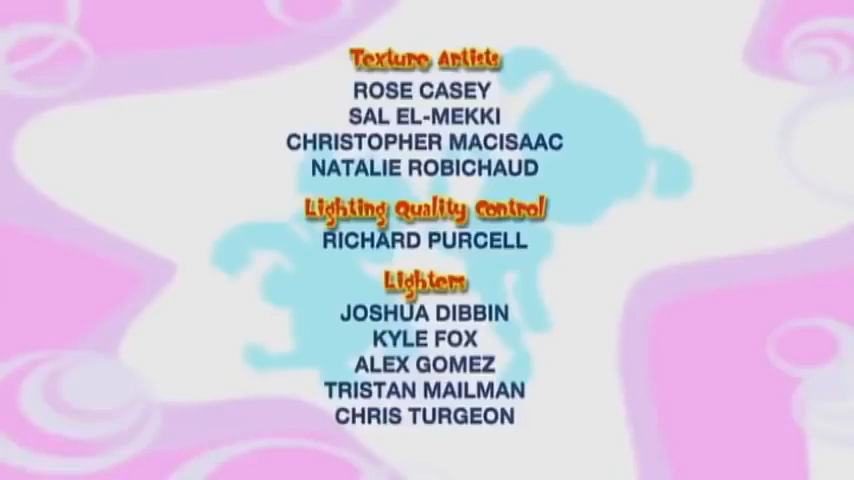 Texture Artists
ROSE CASEY
SAL EL-MEKKI
CHRISTOPHER MACISAAC
NATALIE ROBICHAUD
Lighting Quality Control
RICHARD PURCELL
Lighters
JOSHUA DIBBIN
KYLE FOX
ALEX GOMEZ
TRISTAN MAILMAN
CHRIS TURGEON